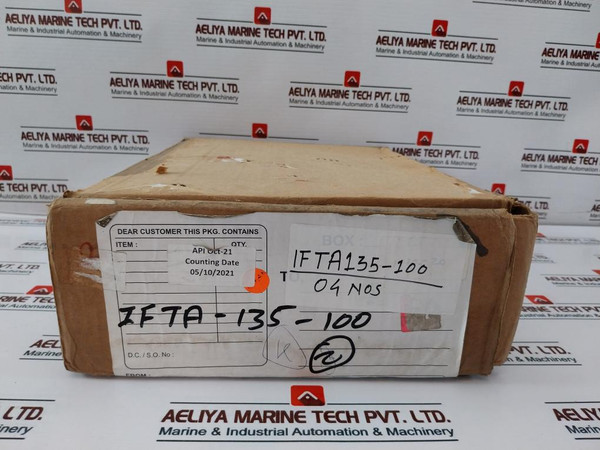 AELIYA MARINE TECH PVT. LTD.
Marine & Industrial Automation & Machinery
DEAR CUSTOMER THIS PKG. CONTAINS
ITEM :
QTY.
API Oct-21
Counting Date
05/10/2021
BOX
T
IFTA135-100
04 NOS
IFTA-135-100
2
D.C./ S.O. No :
FROM :
AELIYA MARINE TECH PVT. LTD.
Marine & Industrial Automation & Machinery